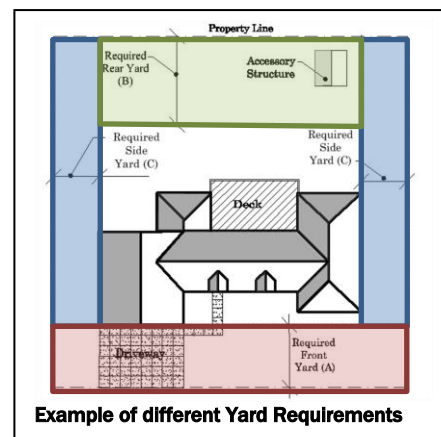 Property Line
Required
Rear Yard
(B)
Accessory
Structure
Required
Side
Yard (C)
Required
Side
Yard (C)
Deck
Driveway
Required
Front
Yard (A)
Example of different Yard Requirements